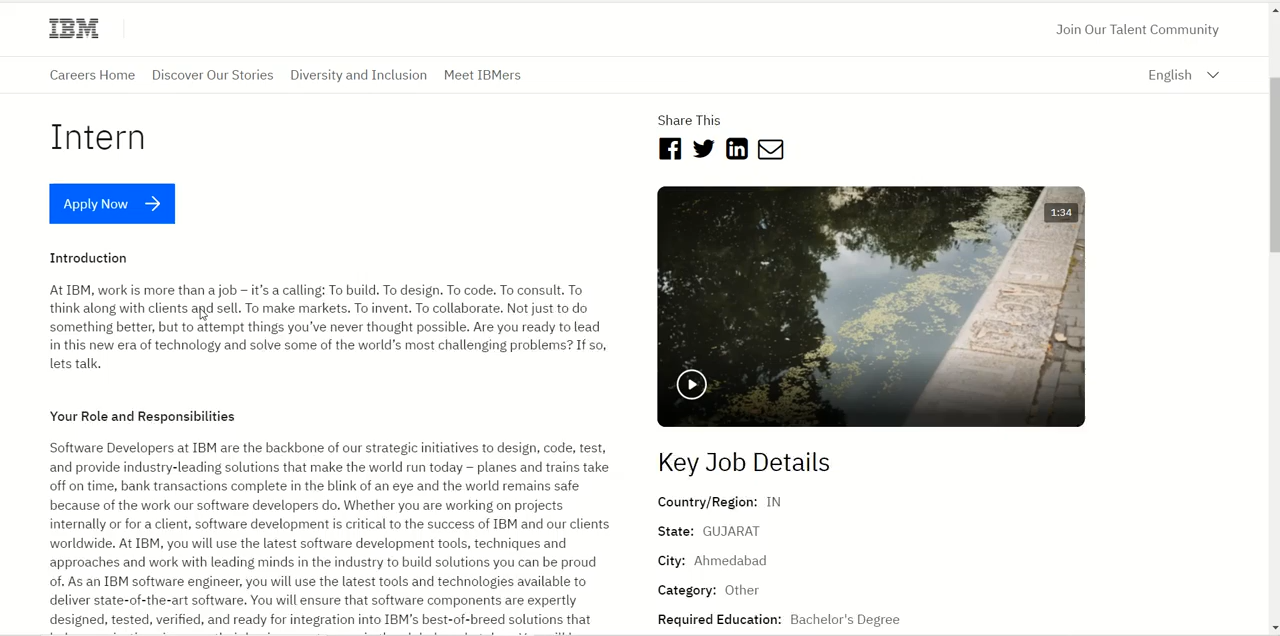 IBM
Join Our Talent Community
Careers Home Discover Our Stories Diversity and Inclusion Meet IBMers
English
Intern
Apply Now
Introduction
At IBM, work is more than a job – it's a calling: To build. To design. To code. To consult. To
think along with clients and sell. To make markets. To invent. To collaborate. Not just to do
something better, but to attempt things you've never thought possible. Are you ready to lead
in this new era of technology and solve some of the world's most challenging problems? If so,
lets talk.
Your Role and Responsibilities
Software Developers at IBM are the backbone of our strategic initiatives to design, code, test,
and provide industry-leading solutions that make the world run today – planes and trains take
off on time, bank transactions complete in the blink of an eye and the world remains safe
because of the work our software developers do. Whether you are working on projects
internally or for a client, software development is critical to the success of IBM and our clients
worldwide. At IBM, you will use the latest software development tools, techniques and
approaches and work with leading minds in the industry to build solutions you can be proud
of. As an IBM software engineer, you will use the latest tools and technologies available to
deliver state-of-the-art software. You will ensure that software components are expertly
designed, tested, verified, and ready for integration into IBM's best-of-breed solutions that
Share This
1:34
Key Job Details
Country/Region: IN
State: GUJARAT
City: Ahmedabad
Category: Other
Required Education: Bachelor's Degree